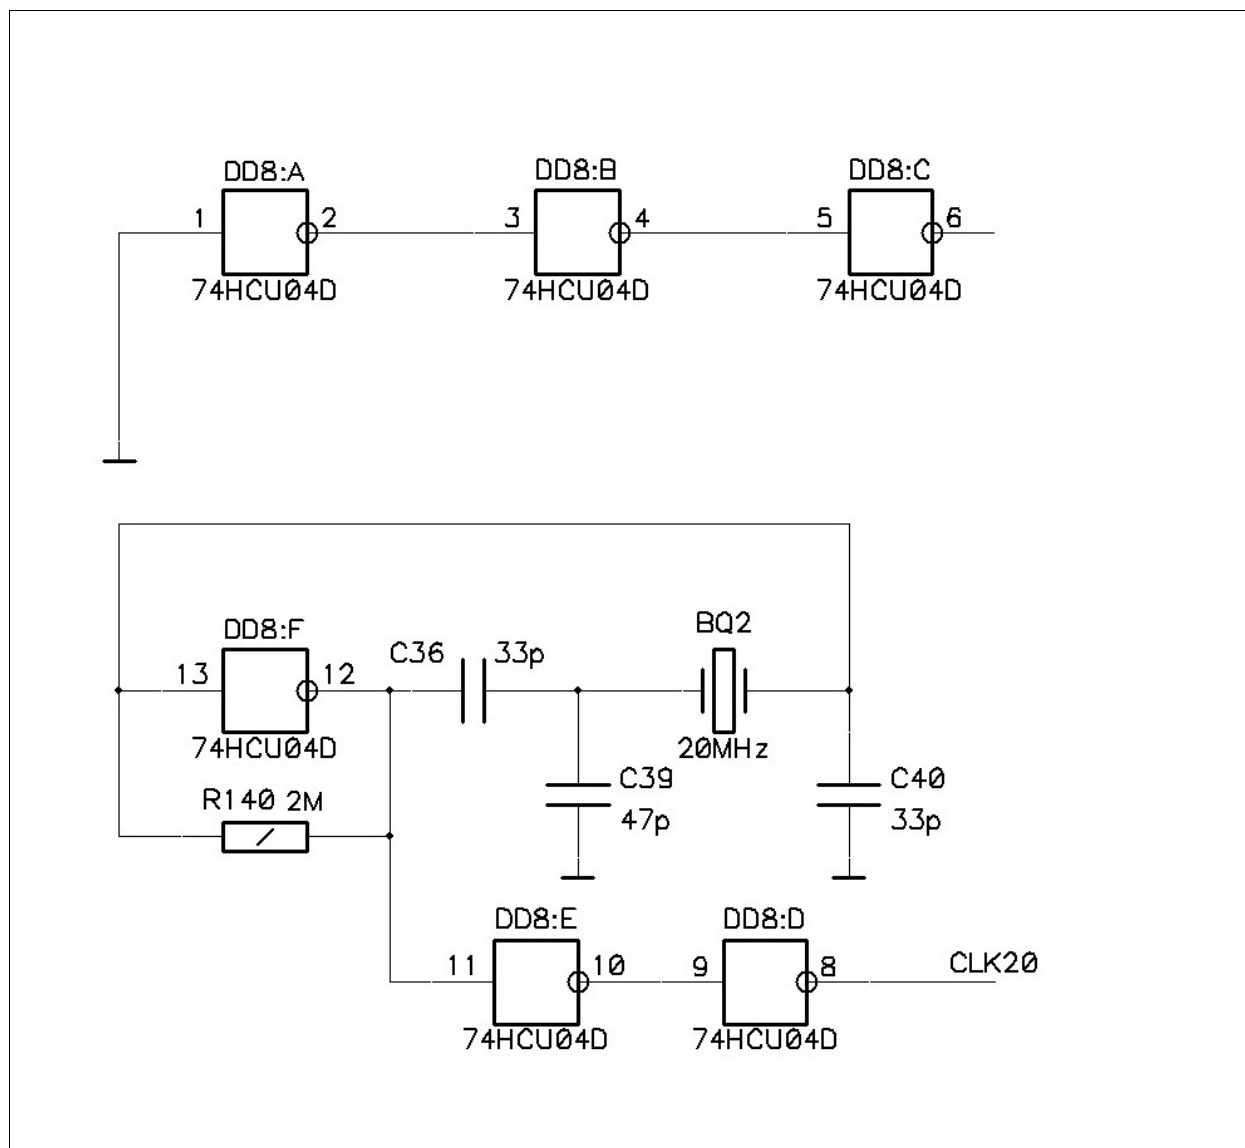 DD8:A DD8:B DD8:C
1 2 3 4 5 6
74HCU04D 74HCU04D 74HCU04D
BQ2
DD8:F C36 33p
13 12
74HCU04D 20MHz
C39 C40
R140 2M 47p 33p
DD8:E DD8:D
11 10 9 8 CLK20
74HCU04D 74HCU04D